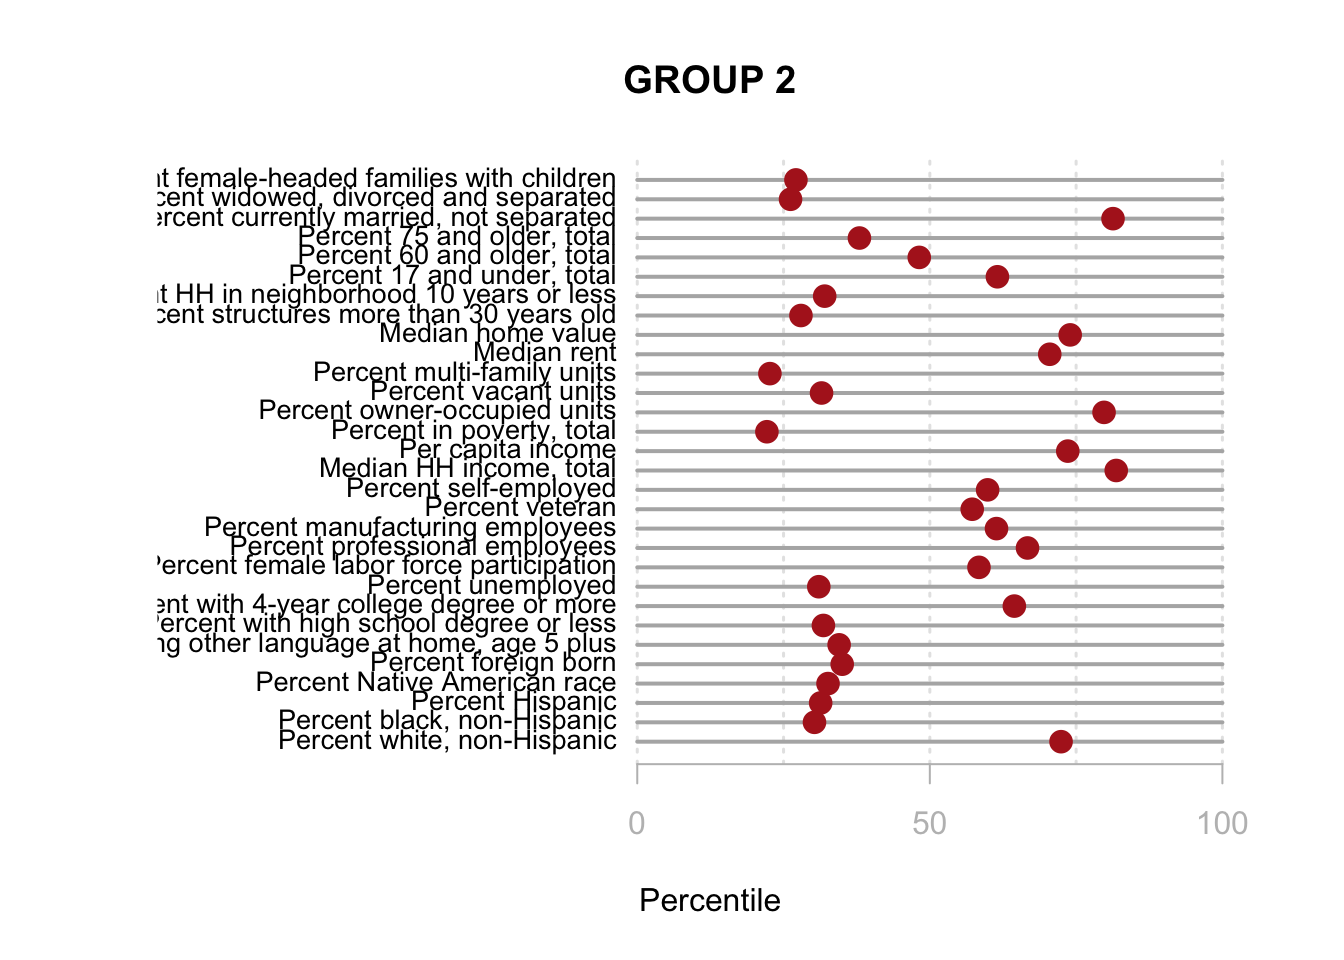 GROUP 2
female-headed families with children
widowed, divorced and separated
currently married, not separated
Percent 75 and older, total
Percent 60 and older, total
Percent 17 and under, total
HH in neighborhood 10 years or less
structures more than 30 years old
Median home value
Median rent
Percent multi-family units
Percent vacant units
Percent owner-occupied units
Percent in poverty, total
Per capita income
Median HH income, total
Percent self-employed
Percent veteran
Percent manufacturing employees
Percent professional employees
Percent female labor force participation
Percent unemployed
with 4-year college degree or more
Percent with high school degree or less
other language at home, age 5 plus
Percent foreign born
Percent Native American race
Percent Hispanic
Percent black, non-Hispanic
Percent white, non-Hispanic
0 50 100
Percentile